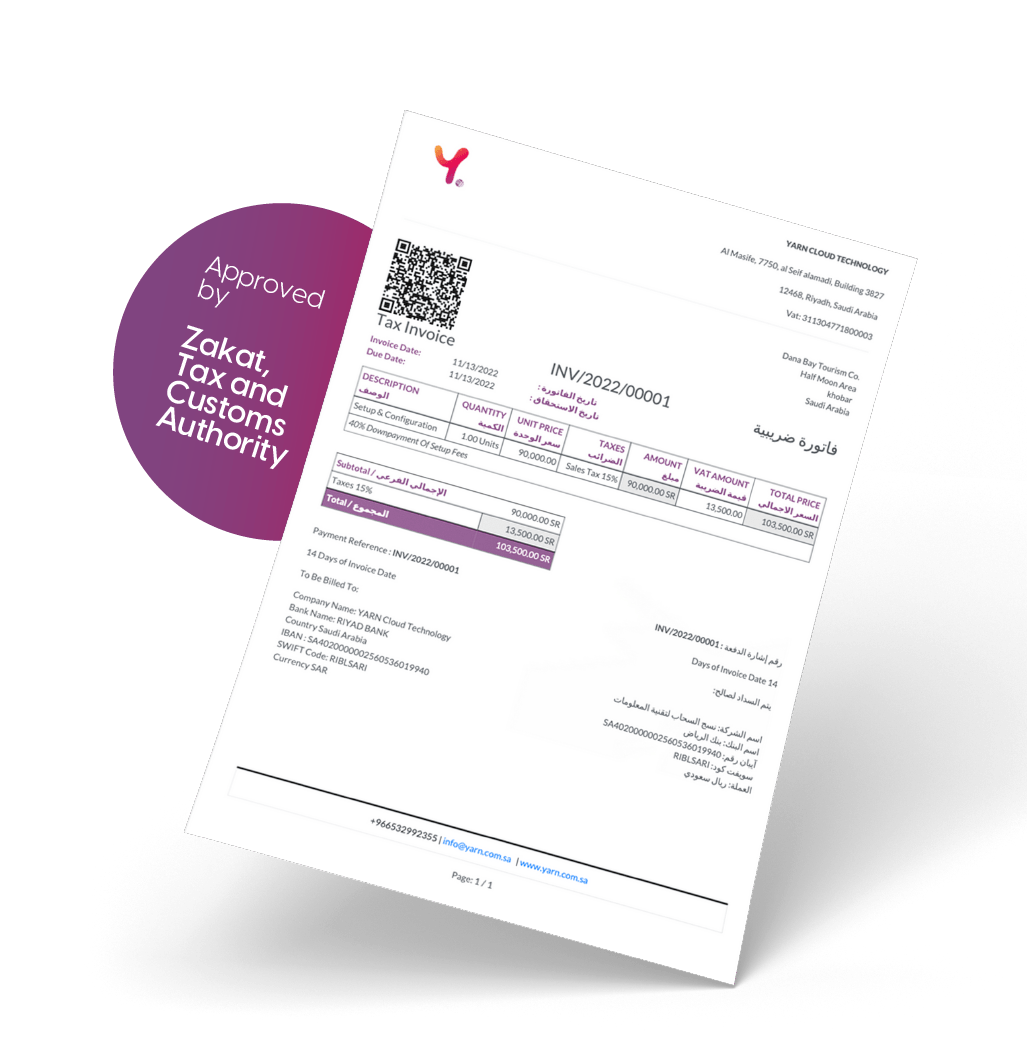 Approved
by
Zakat,
Tax and
Customs
Authority
YARN CLOUD TECHNOLOGY
Al Masife, 7750, al Seif alamadi, Building 3827
12468, Riyadh, Saudi Arabia
Vat: 311304771800003
Dana Bay Tourism Co.
Half Moon Area
khobar
Saudi Arabia
Tax Invoice
INV/2022/00001
فاتورة ضريبية
Invoice Date: 11/13/2022 تاريخ الفاتورة :
Due Date: 11/13/2022 تاريخ الاستحقاق :
DESCRIPTION QUANTITY UNIT PRICE TAXES AMOUNT VAT AMOUNT TOTAL PRICE
الوصف الكمية سعر الوحدة الضرائب مبلغ قيمة الضريبة السعر الاجمالي
Setup & Configuration 1.00 Units 90,000.00 Sales Tax 15% 90,000.00 SR 13,500.00 103,500.00 SR
40% Downpayment Of Setup Fees
Subtotal / الإجمالي الفرعي 90,000.00 SR
Taxes 15% 13,500.00 SR
Total / المجموع 103,500.00 SR
Payment Reference : INV/2022/00001
14 Days of Invoice Date
To Be Billed To:
Company Name: YARN Cloud Technology
Bank Name: RIYAD BANK
Country Saudi Arabia
IBAN : SA4020000002560536019940
SWIFT Code: RIBLSARI
Currency SAR
رقم إشارة الدفعة : INV/2022/00001
Days of Invoice Date 14
يتم السداد لصالح:
اسم الشركة: نسج السحاب لتقنية المعلومات
اسم البنك: بنك الرياض
آيبان رقم: SA4020000002560536019940
سويفت كود: RIBLSARI
العملة: ريال سعودي
+966532992355 | info@yarn.com.sa | www.yarn.com.sa
Page: 1 / 1